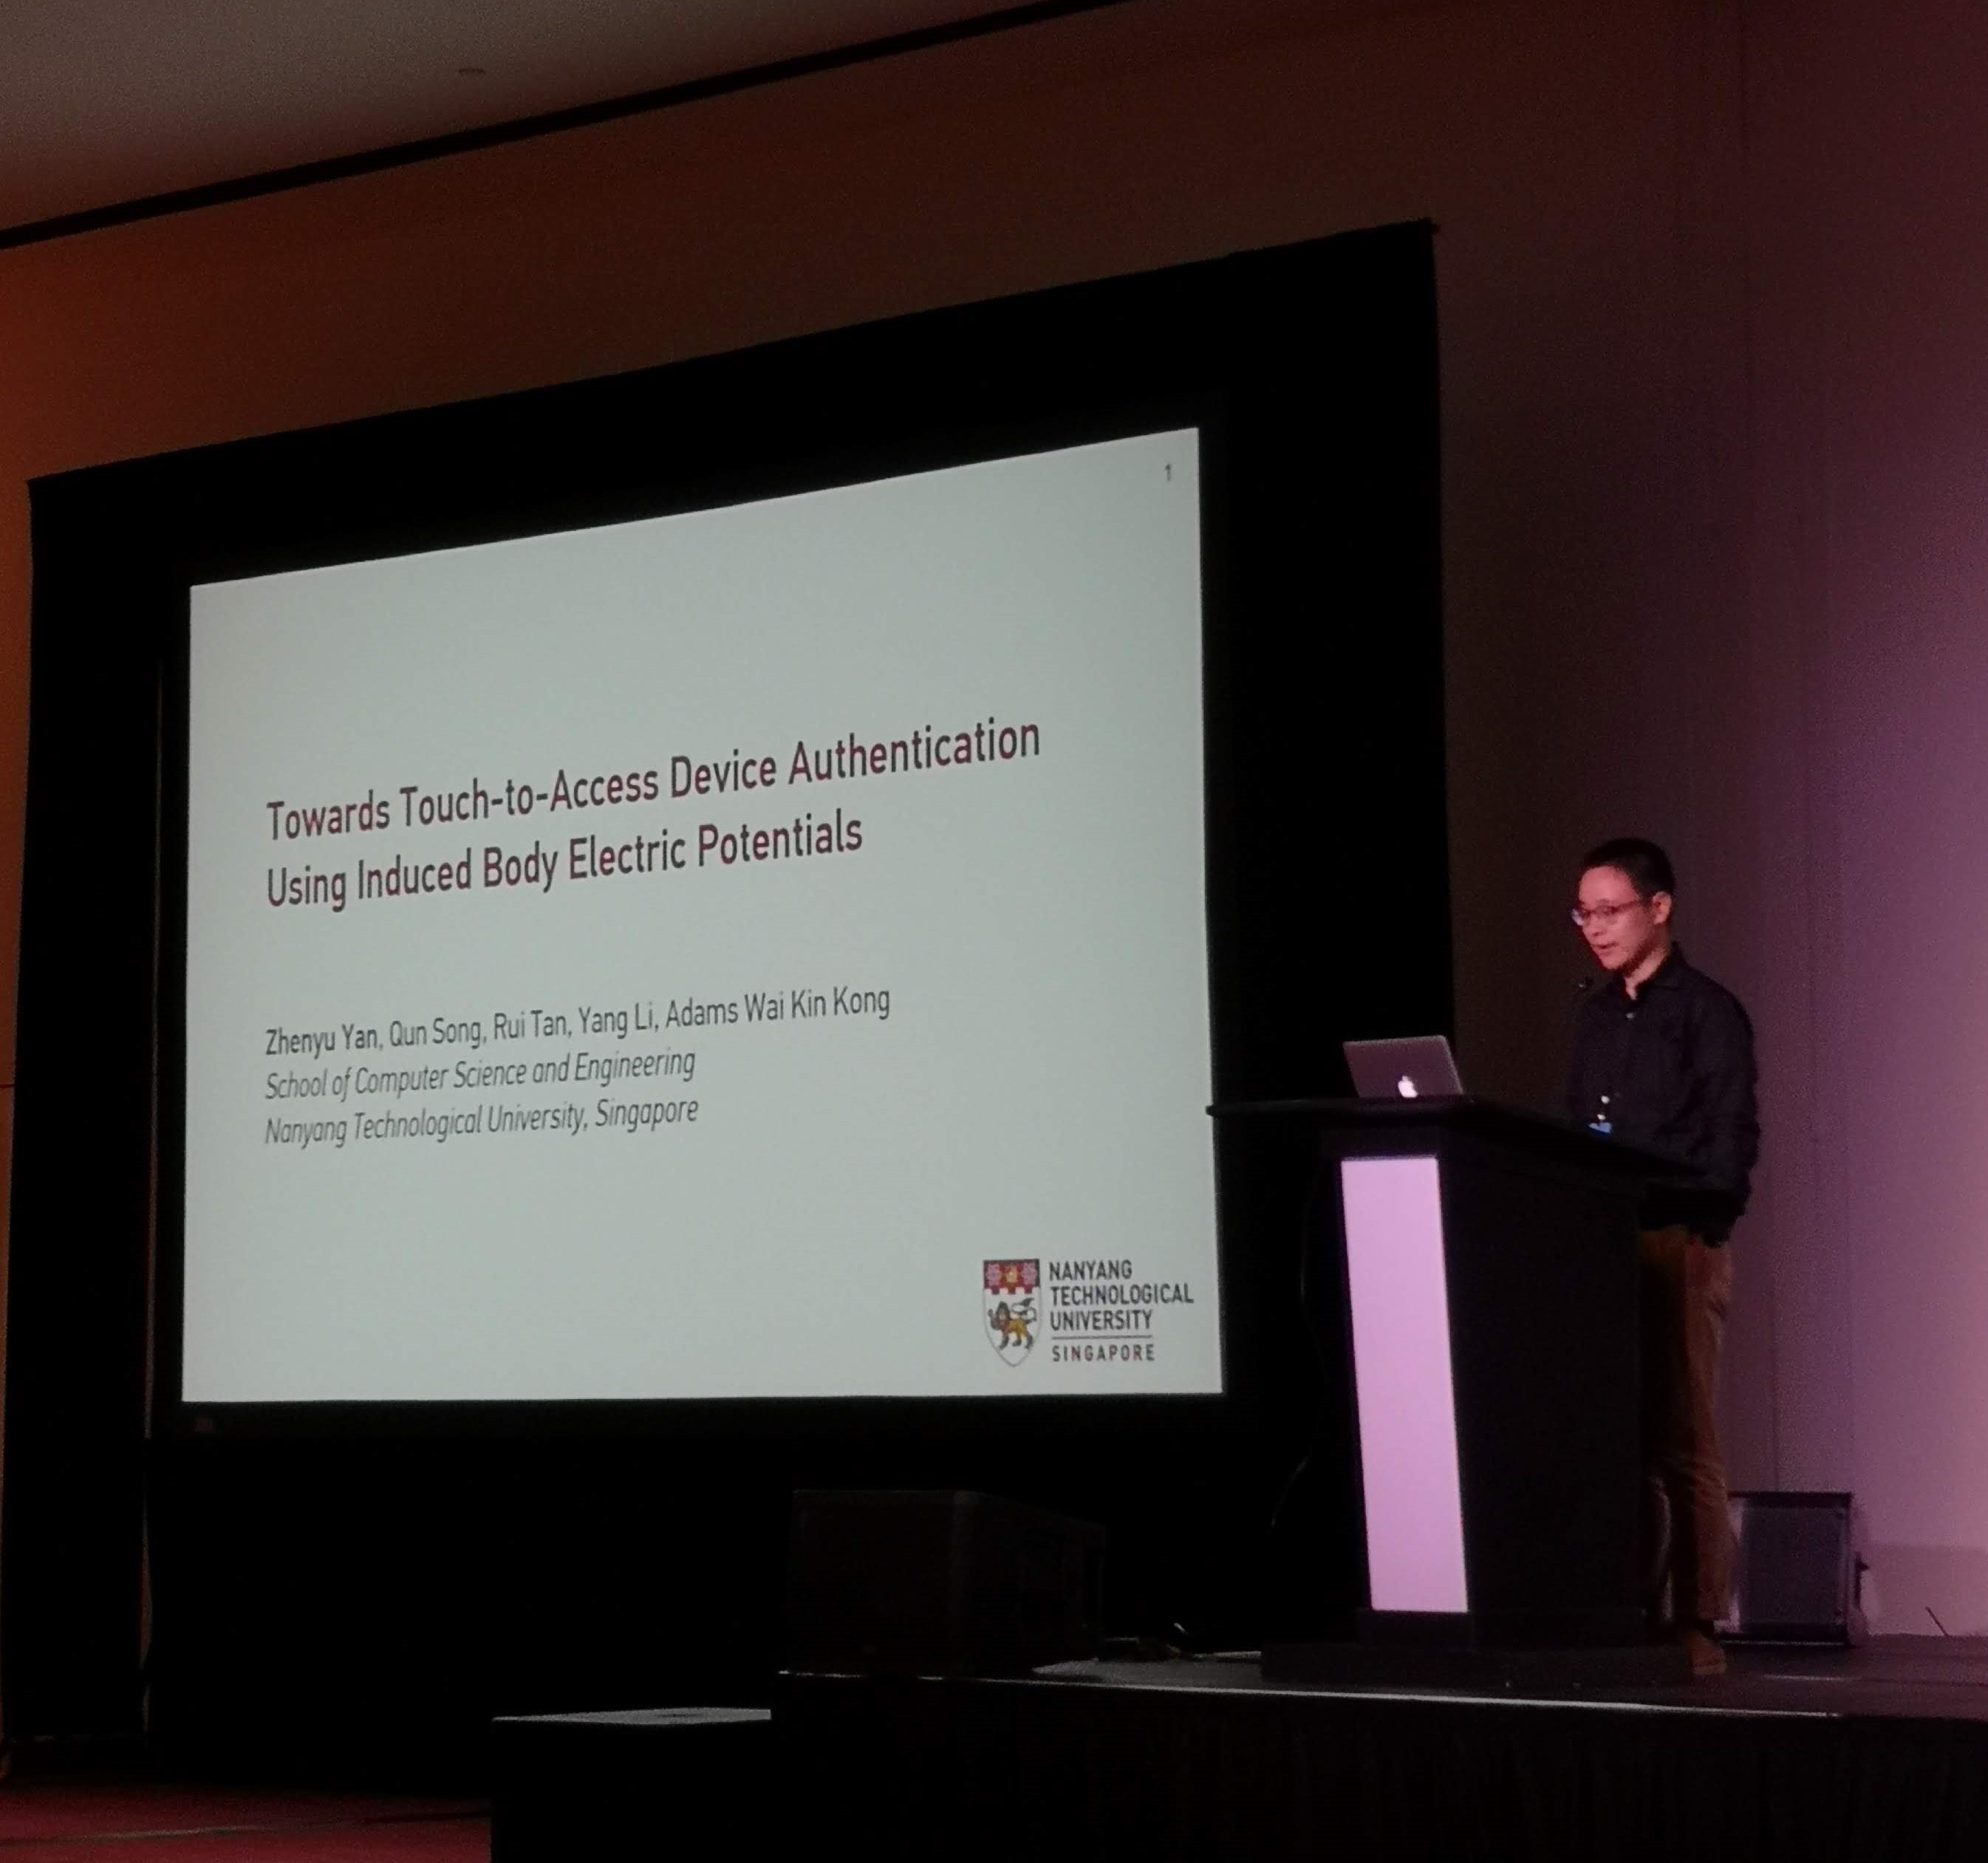 1
Towards Touch-to-Access Device Authentication
Using Induced Body Electric Potentials
Zhenyu Yan, Qun Song, Rui Tan, Yang Li, Adams Wai Kin Kong
School of Computer Science and Engineering
Nanyang Technological University, Singapore
NANYANG
TECHNOLOGICAL
UNIVERSITY
SINGAPORE